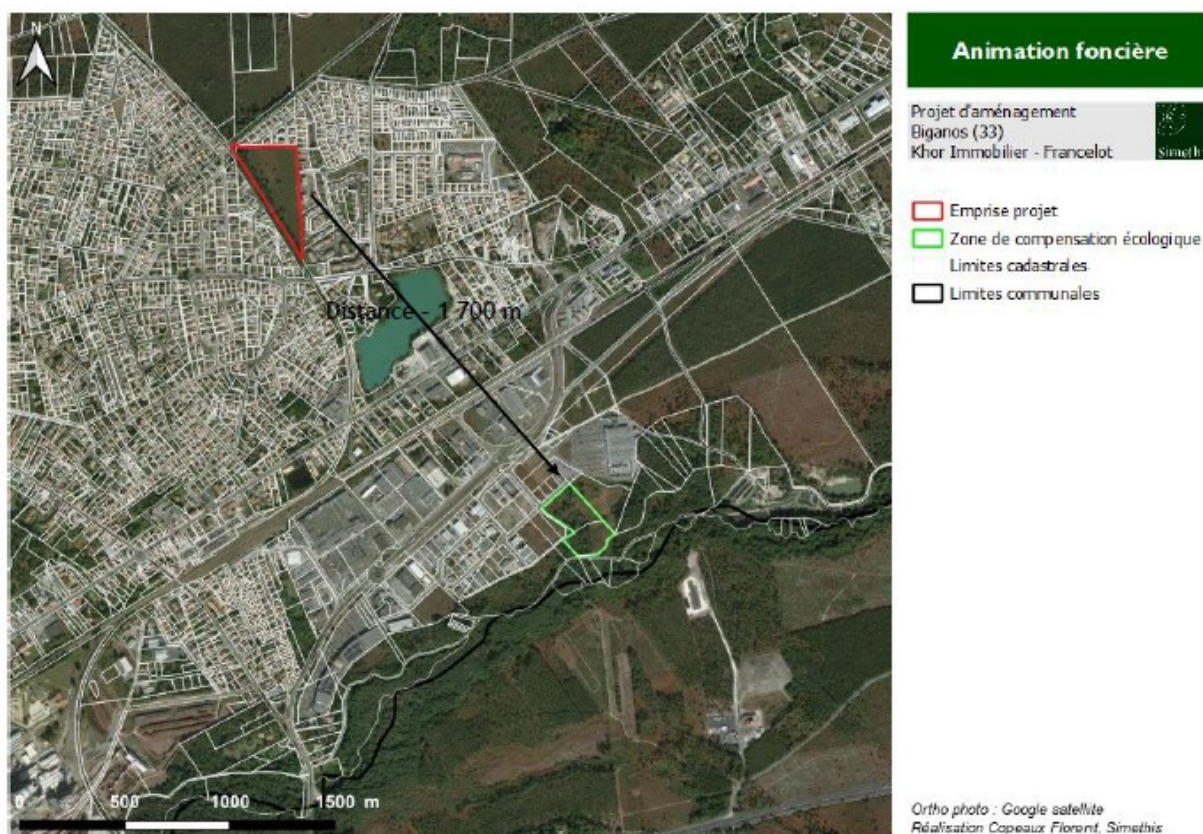 N
Distance - 1 700 m
0 500 1000 1500 m
Animation foncière
Projet d'aménagement
Biganos (33)
Khor Immobilier - Francelot
Emprise projet
Zone de compensation écologique
Limites cadastrales
Limites communales
Ortho photo : Google satellite
Réalisation Copeaux Florent, Simethis